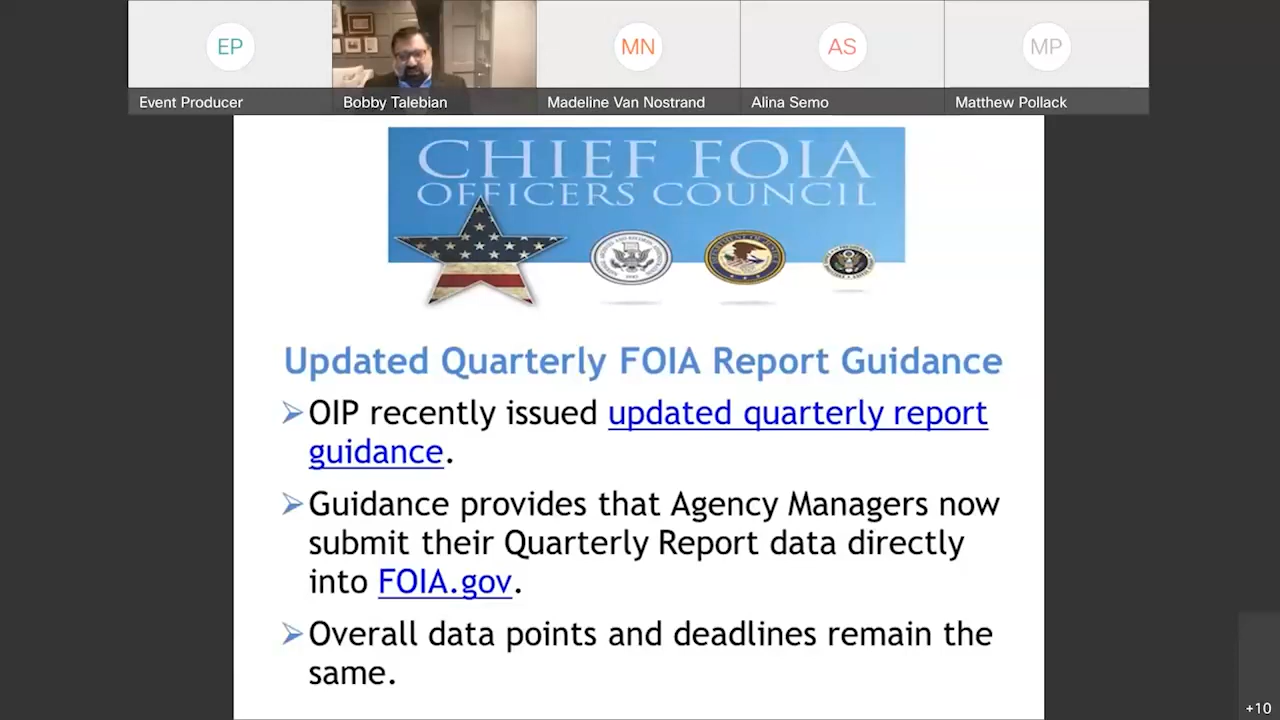 EP
MN
AS
MP
Event Producer
Bobby Talebian
Madeline Van Nostrand
Alina Semo
Matthew Pollack
CHIEF FOIA
OFFICERS COUNCIL
Updated Quarterly FOIA Report Guidance
OIP recently issued updated quarterly report
guidance.
Guidance provides that Agency Managers now
submit their Quarterly Report data directly
into FOIA.gov.
Overall data points and deadlines remain the
same.
+10